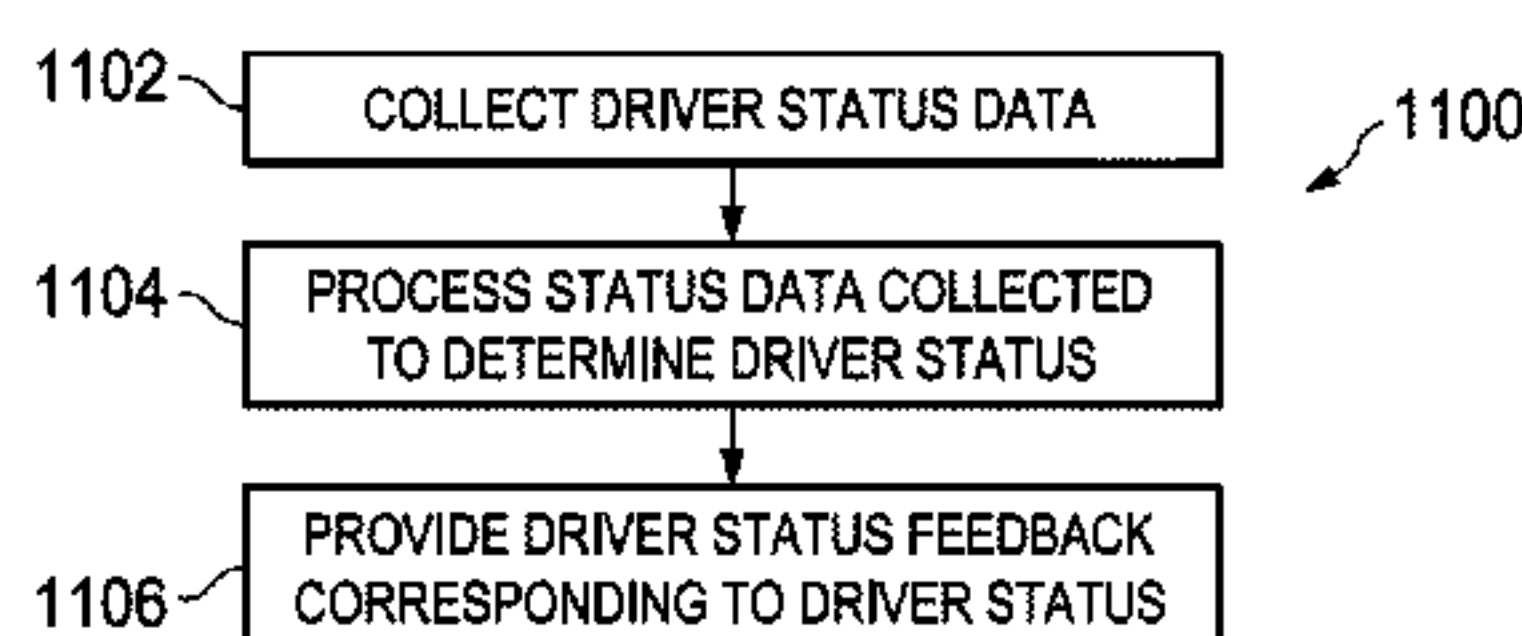 1102
COLLECT DRIVER STATUS DATA
1100
1104
PROCESS STATUS DATA COLLECTED
TO DETERMINE DRIVER STATUS
PROVIDE DRIVER STATUS FEEDBACK
1106
CORRESPONDING TO DRIVER STATUS